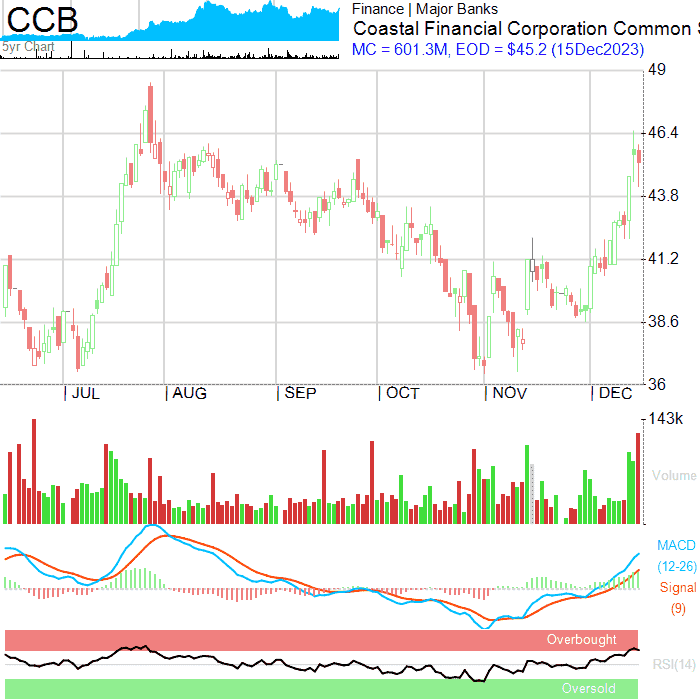 CCB
Finance | Major Banks
Coastal Financial Corporation Common S
5yr Chart
MC = 601.3M, EOD = $45.2 (15Dec2023)
49
46.4
43.8
41.2
38.6
36
JUL AUG SEP OCT NOV DEC
143k
Volume
MACD
(12-26)
Signal
(9)
Overbought
RSI(14)
Oversold